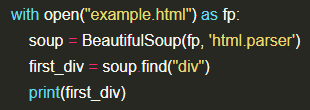 with open("example.html") as fp:
    soup = BeautifulSoup(fp, 'html.parser')
    first_div = soup.find("div")
    print(first_div)